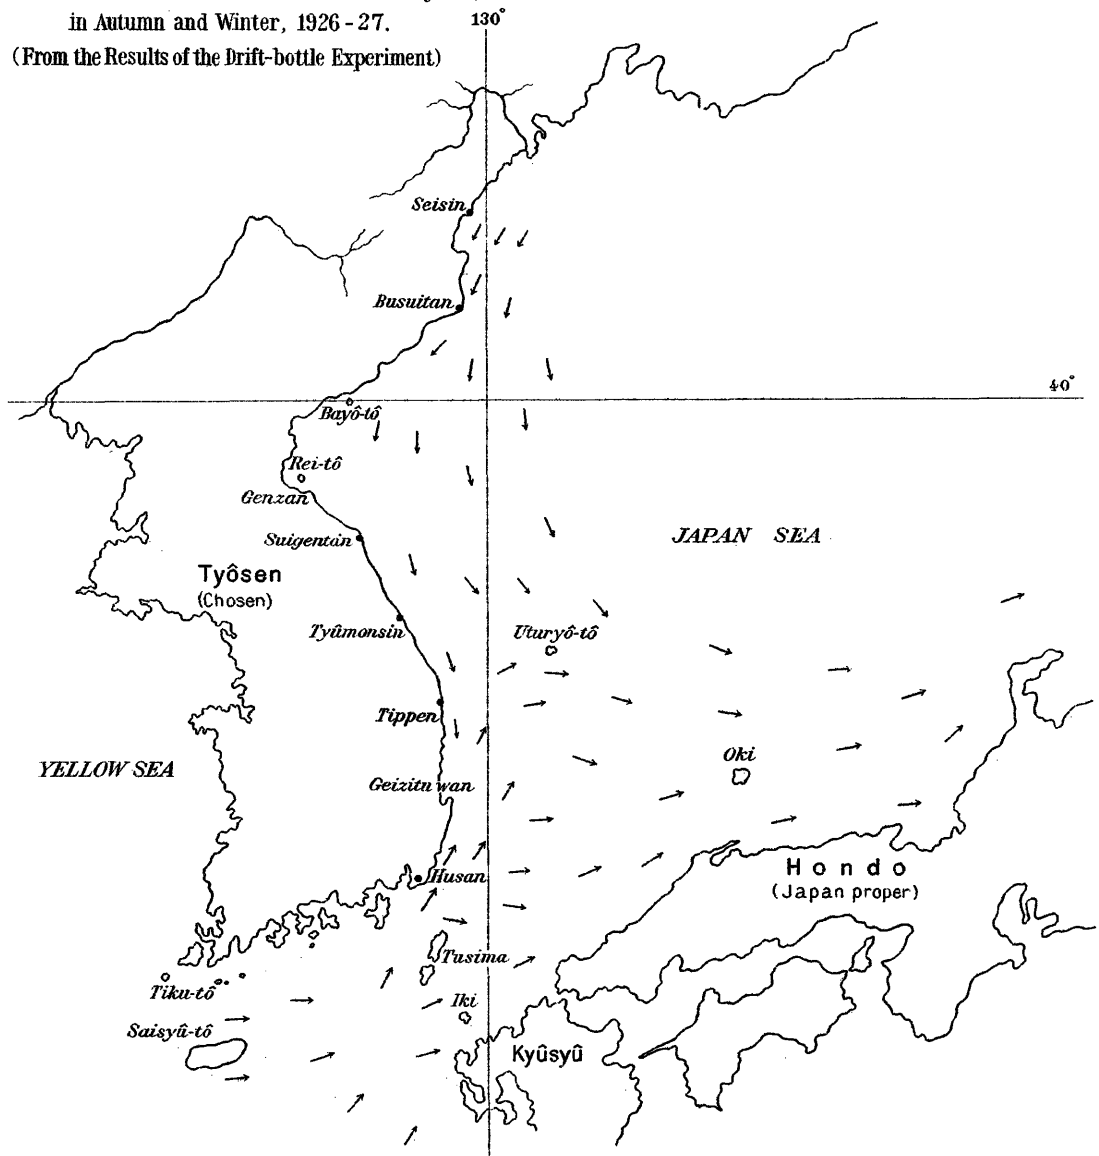 in Autumn and Winter, 1926-27.
(From the Results of the Drift-bottle Experiment)
130°
Seisin
Busuitan
40°
Bayô-tô
Rei-tô
Genzan
Suigentan
JAPAN SEA
Tyôsen
(Chosen)
Tyûmonsin
Uturyô-tô
Tippen
YELLOW SEA
Oki
Geizitu wan
Husan
Hondo
(Japan proper)
Tusima
Tiku-tô
Iki
Saisyû-tô
Kyûsyû